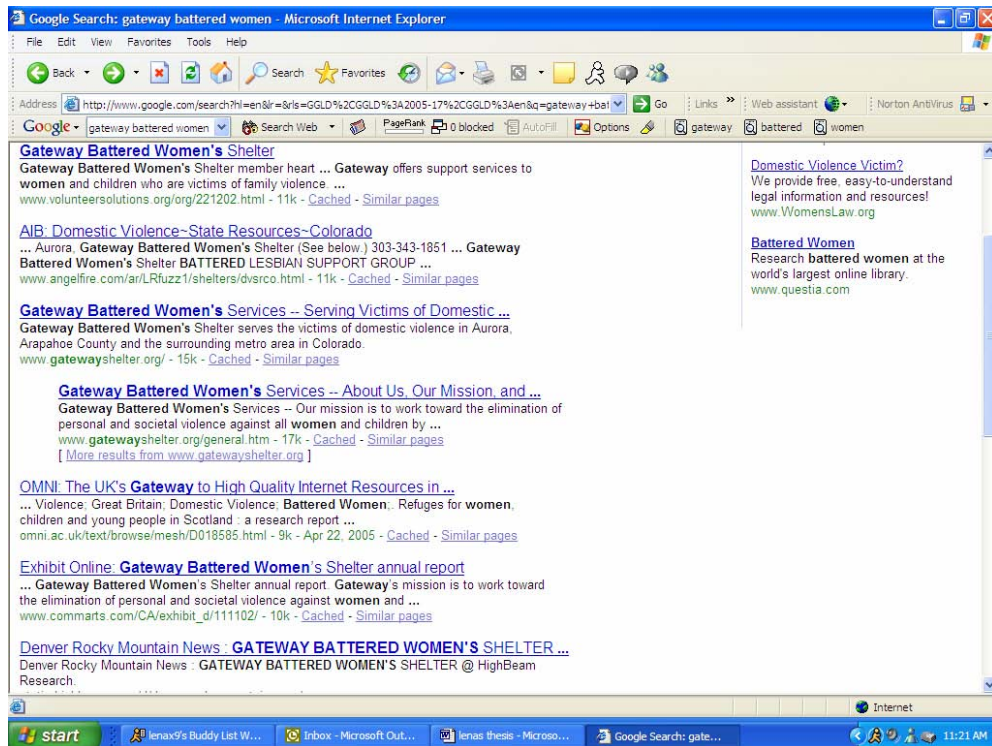 Google Search: gateway battered women - Microsoft Internet Explorer
File Edit View Favorites Tools Help
Back Search Favorites
Address http://www.google.com/search?hl=en&lr=&rls=GGLD%2CGGLD%3A2005-17%2CGGLD%3Aen&q=gateway+bat Go Links » Web assistant Norton AntiVirus
Google gateway battered women Search Web PageRank 0 blocked AutoFill Options gateway battered women
Gateway Battered Women's Shelter
Gateway Battered Women's Shelter member heart ... Gateway offers support services to
women and children who are victims of family violence. ...
www.volunteersolutions.org/org/221202.html - 11k - Cached - Similar pages
AIB: Domestic Violence~State Resources~Colorado
... Aurora, Gateway Battered Women's Shelter (See below.) 303-343-1851 ... Gateway
Battered Women's Shelter BATTERED LESBIAN SUPPORT GROUP ...
www.angelfire.com/ar/LRfuzz1/shelters/dvsrco.html - 11k - Cached - Similar pages
Gateway Battered Women's Services -- Serving Victims of Domestic ...
Gateway Battered Women's Shelter serves the victims of domestic violence in Aurora,
Arapahoe County and the surrounding metro area in Colorado.
www.gatewayshelter.org/ - 15k - Cached - Similar pages
Gateway Battered Women's Services -- About Us, Our Mission, and ...
Gateway Battered Women's Services -- Our mission is to work toward the elimination of
personal and societal violence against all women and children by ...
www.gatewayshelter.org/general.htm - 17k - Cached - Similar pages
[ More results from www.gatewayshelter.org ]
OMNI: The UK's Gateway to High Quality Internet Resources in ...
... Violence; Great Britain; Domestic Violence; Battered Women;. Refuges for women,
children and young people in Scotland : a research report ...
omni.ac.uk/text/browse/mesh/D018585.html - 9k - Apr 22, 2005 - Cached - Similar pages
Exhibit Online: Gateway Battered Women's Shelter annual report
... Gateway Battered Women's Shelter annual report. Gateway's mission is to work toward
the elimination of personal and societal violence against women and ...
www.commarts.com/CA/exhibit_d/111102/ - 10k - Cached - Similar pages
Denver Rocky Mountain News : GATEWAY BATTERED WOMEN'S SHELTER ...
Denver Rocky Mountain News : GATEWAY BATTERED WOMEN'S SHELTER @ HighBeam
Research.
Domestic Violence Victim?
We provide free, easy-to-understand
legal information and resources!
www.WomensLaw.org
Battered Women
Research battered women at the
world's largest online library.
www.questia.com
Internet
start lenax9's Buddy List W... Inbox - Microsoft Out... lenas thesis - Microso... Google Search: gate... 11:21 AM